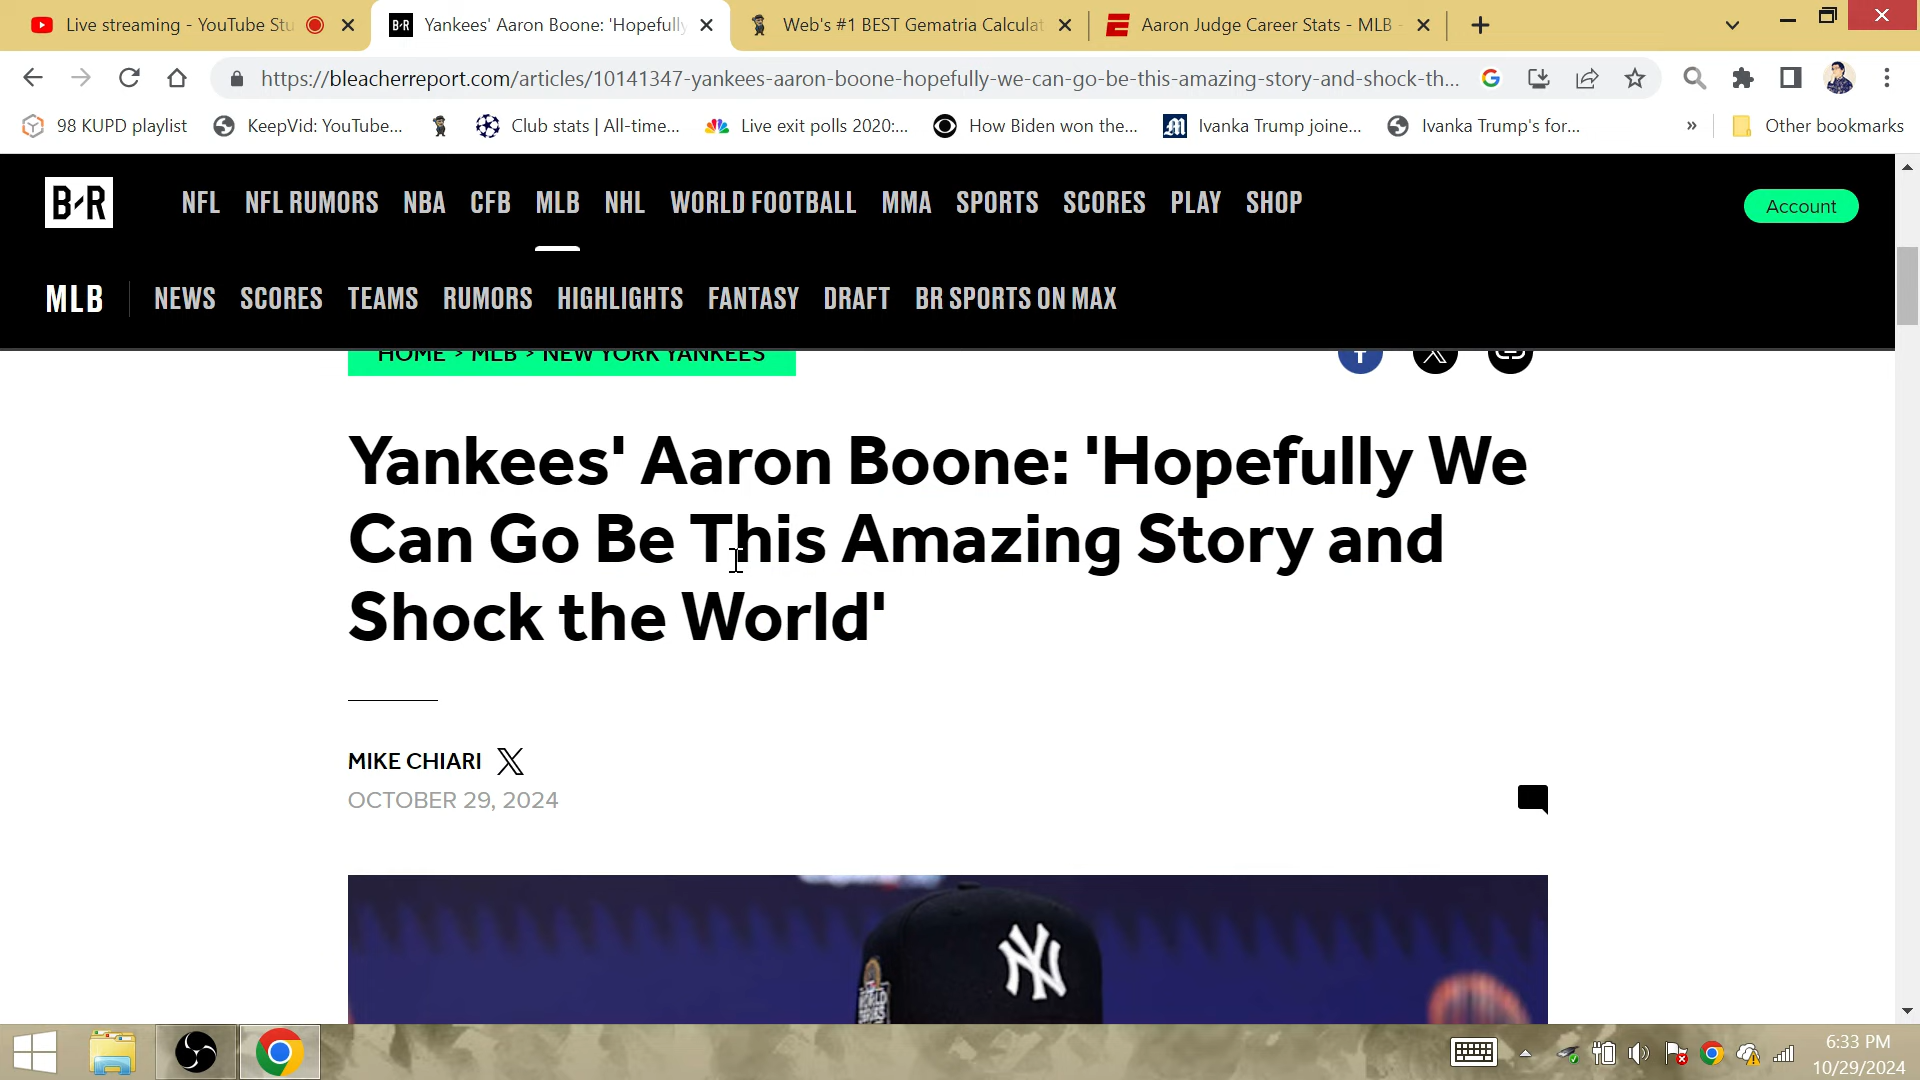 Live streaming - YouTube Stu
Yankees' Aaron Boone: 'Hopefully
Web's #1 BEST Gematria Calculat
Aaron Judge Career Stats - MLB -
https://bleacherreport.com/articles/10141347-yankees-aaron-boone-hopefully-we-can-go-be-this-amazing-story-and-shock-th...
98 KUPD playlist
KeepVid: YouTube...
Club stats | All-time...
Live exit polls 2020:...
How Biden won the...
Ivanka Trump joine...
Ivanka Trump's for...
»
Other bookmarks
B-R
NFL NFL RUMORS NBA CFB MLB NHL WORLD FOOTBALL MMA SPORTS SCORES PLAY SHOP
Account
MLB NEWS SCORES TEAMS RUMORS HIGHLIGHTS FANTASY DRAFT BR SPORTS ON MAX
HOME > MLB > NEW YORK YANKEES
Yankees' Aaron Boone: 'Hopefully We
Can Go Be This Amazing Story and
Shock the World'
MIKE CHIARI
OCTOBER 29, 2024
NY
WORLD
SERIES
6:33 PM
10/29/2024